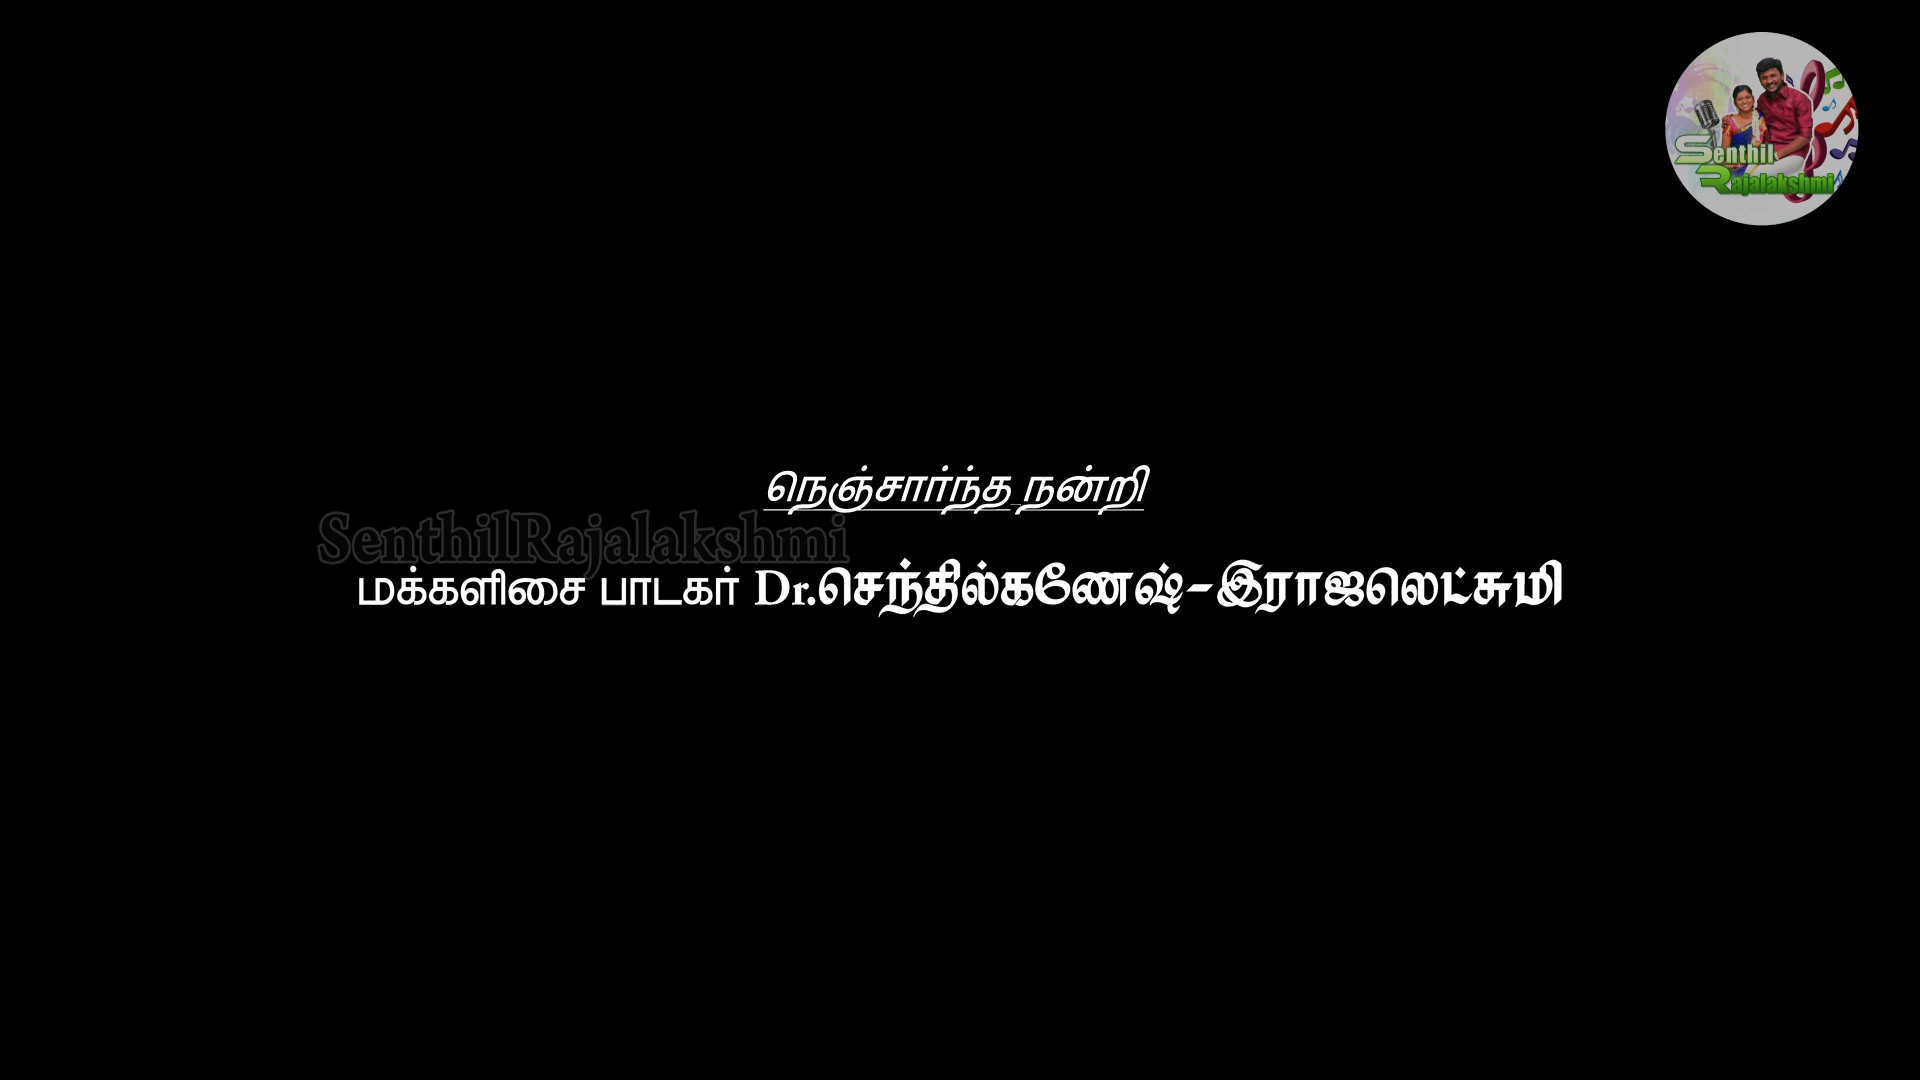 Senthil
Rajalakshmi
நெஞ்சார்ந்த நன்றி
SenthilRajalakshmi
மக்களிசை பாடகர் Dr.செந்தில்கணேஷ்-இராஜலெட்சுமி